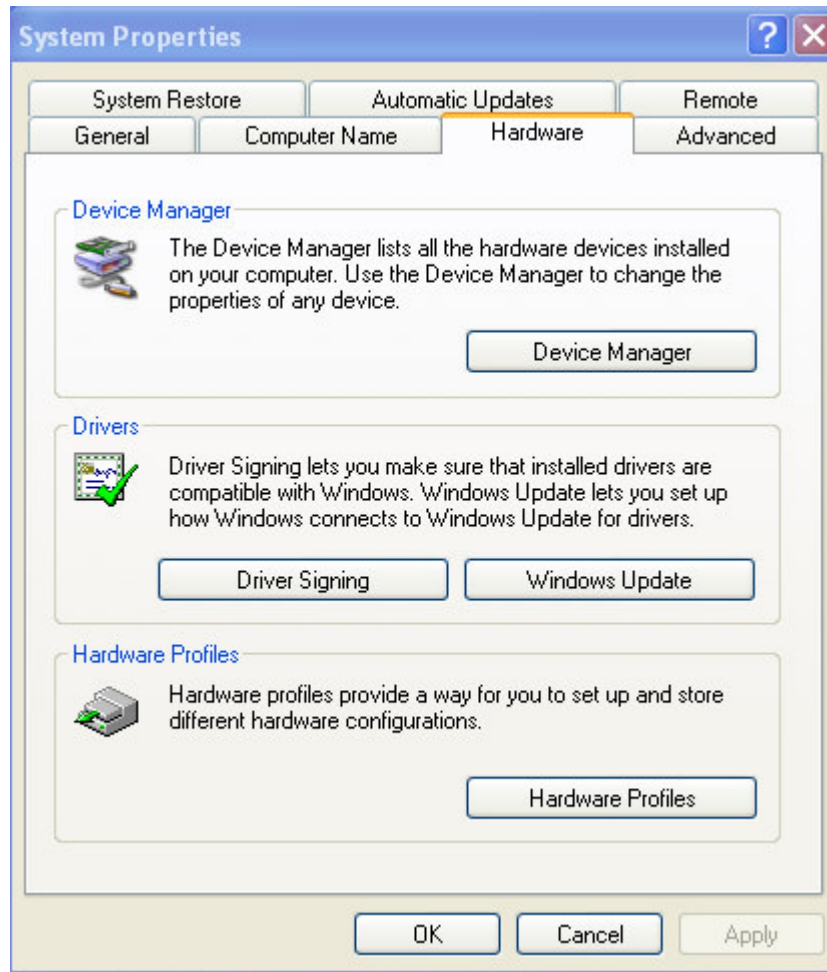 System Properties
System Restore
Automatic Updates
Remote
General
Computer Name
Hardware
Advanced
Device Manager
The Device Manager lists all the hardware devices installed
on your computer. Use the Device Manager to change the
properties of any device.
Device Manager
Drivers
Driver Signing lets you make sure that installed drivers are
compatible with Windows. Windows Update lets you set up
how Windows connects to Windows Update for drivers.
Driver Signing
Windows Update
Hardware Profiles
Hardware profiles provide a way for you to set up and store
different hardware configurations.
Hardware Profiles
OK
Cancel
Apply